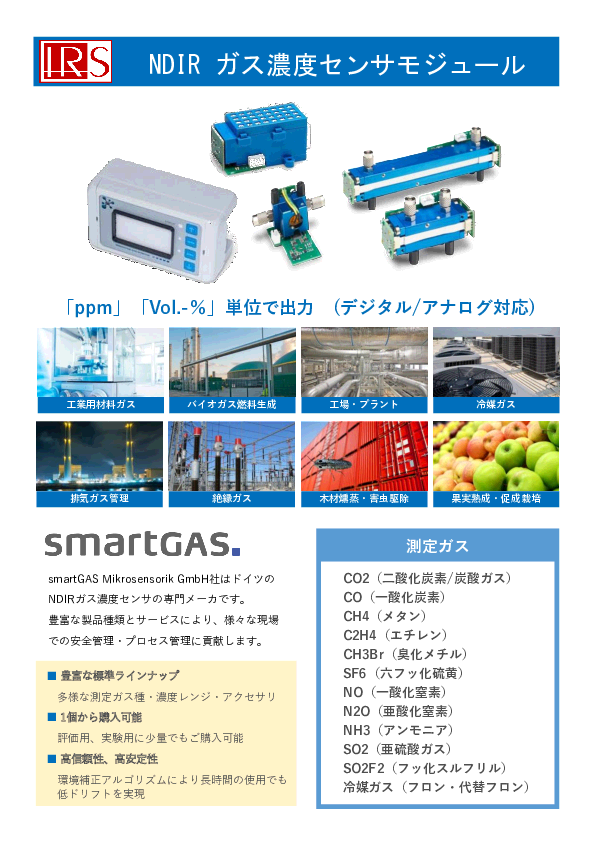 IRS
NDIR ガス濃度センサモジュール
「ppm」「Vol.-%」単位で出力 （デジタル/アナログ対応）
工業用材料ガス
バイオガス燃料生成
工場・プラント
冷媒ガス
排気ガス管理
絶縁ガス
木材燻蒸・害虫駆除
果実熟成・促成栽培
smartGAS
smartGAS Mikrosensorik GmbH社はドイツの
NDIRガス濃度センサの専門メーカです。
豊富な製品種類とサービスにより、様々な現場
での安全管理・プロセス管理に貢献します。
■ 豊富な標準ラインナップ
多様な測定ガス種・濃度レンジ・アクセサリ
■ 1個から購入可能
評価用、実験用に少量でもご購入可能
■ 高信頼性、高安定性
環境補正アルゴリズムにより長時間の使用でも
低ドリフトを実現
測定ガス
CO2（二酸化炭素/炭酸ガス）
CO（一酸化炭素）
CH4（メタン）
C2H4（エチレン）
CH3Br（臭化メチル）
SF6（六フッ化硫黄）
NO（一酸化窒素）
N2O（亜酸化窒素）
NH3（アンモニア）
SO2（亜硫酸ガス）
SO2F2（フッ化スルフリル）
冷媒ガス（フロン・代替フロン）